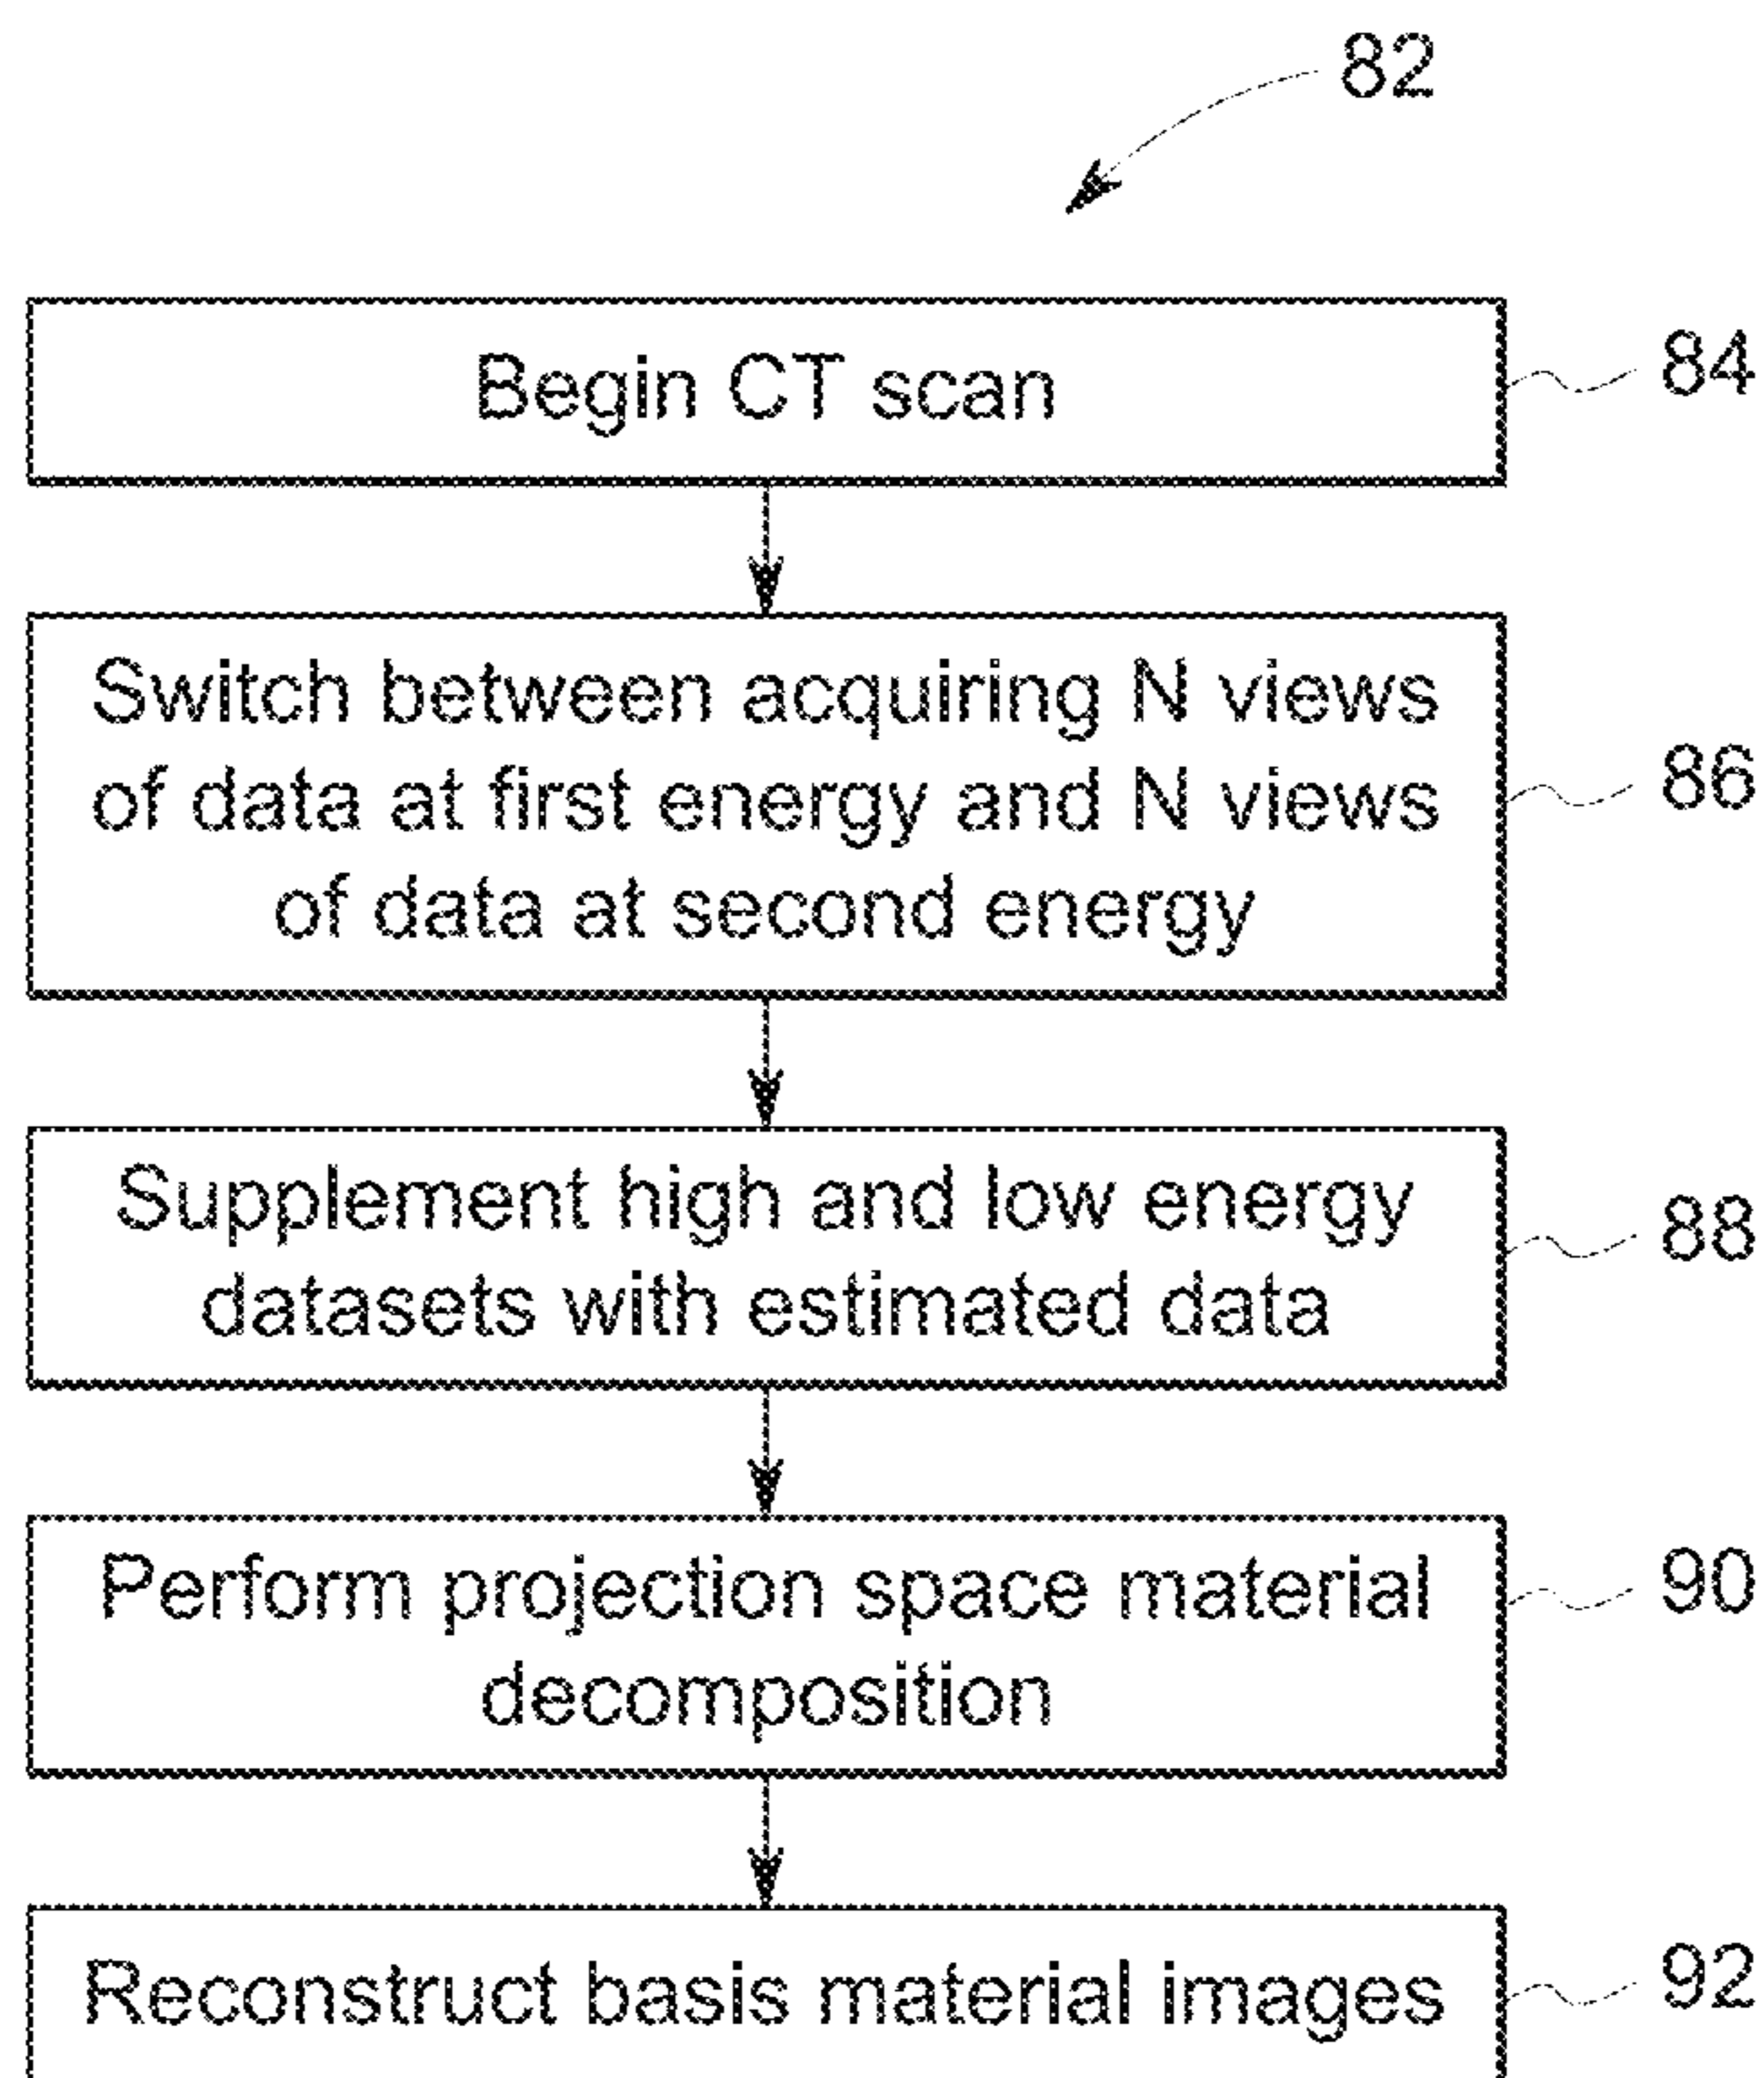 82
Begin CT scan
84
Switch between acquiring N views
of data at first energy and N views
of data at second energy
86
Supplement high and low energy
datasets with estimated data
88
Perform projection space material
decomposition
90
Reconstruct basis material images
92